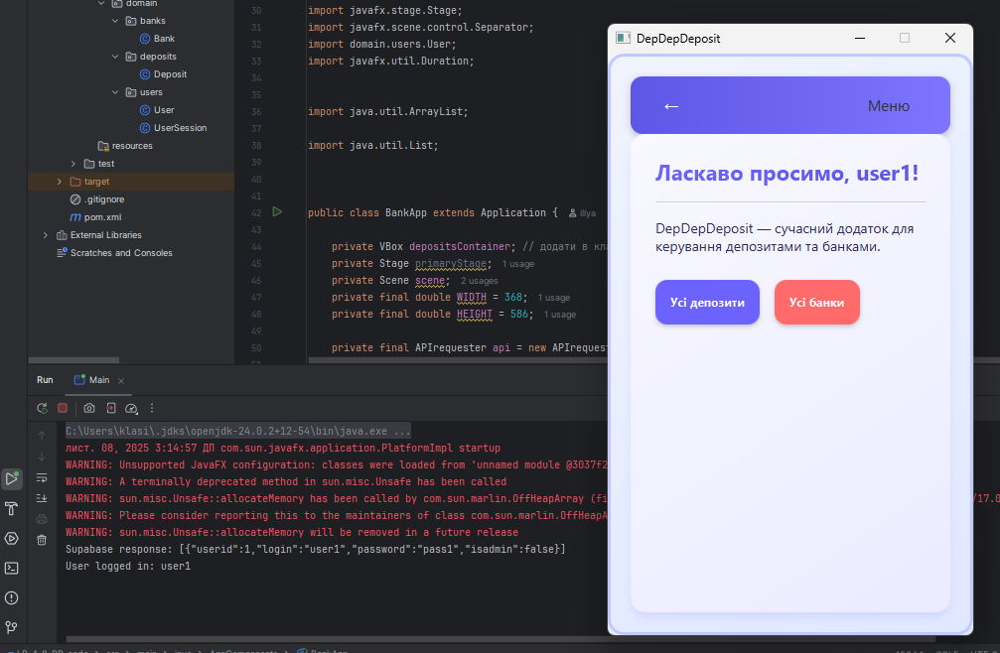 domain
banks
Bank
deposits
Deposit
users
User
UserSession
resources
test
target
.gitignore
pom.xml
External Libraries
Scratches and Consoles
30 import javafx.stage.Stage;
31 import javafx.scene.control.Separator;
32 import domain.users.User;
33 import javafx.util.Duration;
34
35
36 import java.util.ArrayList;
37
38 import java.util.List;
39
40
41
42 public class BankApp extends Application { illya
43
44 private VBox depositsContainer; // додати в кл
45 private Stage primaryStage; 1 usage
46 private Scene scene; 2 usages
47 private final double WIDTH = 368; 1 usage
48 private final double HEIGHT = 586; 1 usage
49
50 private final APIrequester api = new APIrequest
DepDepDeposit
← Меню
Ласкаво просимо, user1!
DepDepDeposit — сучасний додаток для
керування депозитами та банками.
Усі депозити Усі банки
Run Main
C:\Users\klasi\.jdks\openjdk-24.0.2+12-54\bin\java.exe ...
лист. 08, 2025 3:14:57 ДП com.sun.javafx.application.PlatformImpl startup
WARNING: Unsupported JavaFX configuration: classes were loaded from 'unnamed module @3037f2
WARNING: A terminally deprecated method in sun.misc.Unsafe has been called
WARNING: sun.misc.Unsafe::allocateMemory has been called by com.sun.marlin.OffHeapArray (fi /17.0
WARNING: Please consider reporting this to the maintainers of class com.sun.marlin.OffHeapA
WARNING: sun.misc.Unsafe::allocateMemory will be removed in a future release
Supabase response: [{"userid":1,"login":"user1","password":"pass1","isadmin":false}]
User logged in: user1